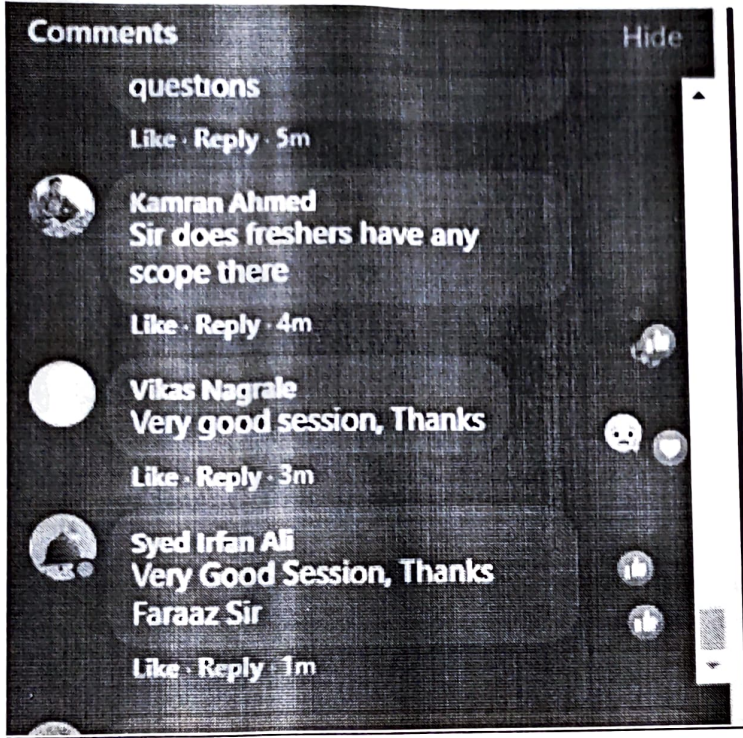 Comments
Hide
questions
Like · Reply · 5m
Kamran Ahmed
Sir does freshers have any
scope there
Like · Reply · 4m
Vikas Nagrale
Very good session, Thanks
Like · Reply · 3m
Syed Irfan Ali
Very Good Session, Thanks
Faraaz Sir
Like · Reply · 1m